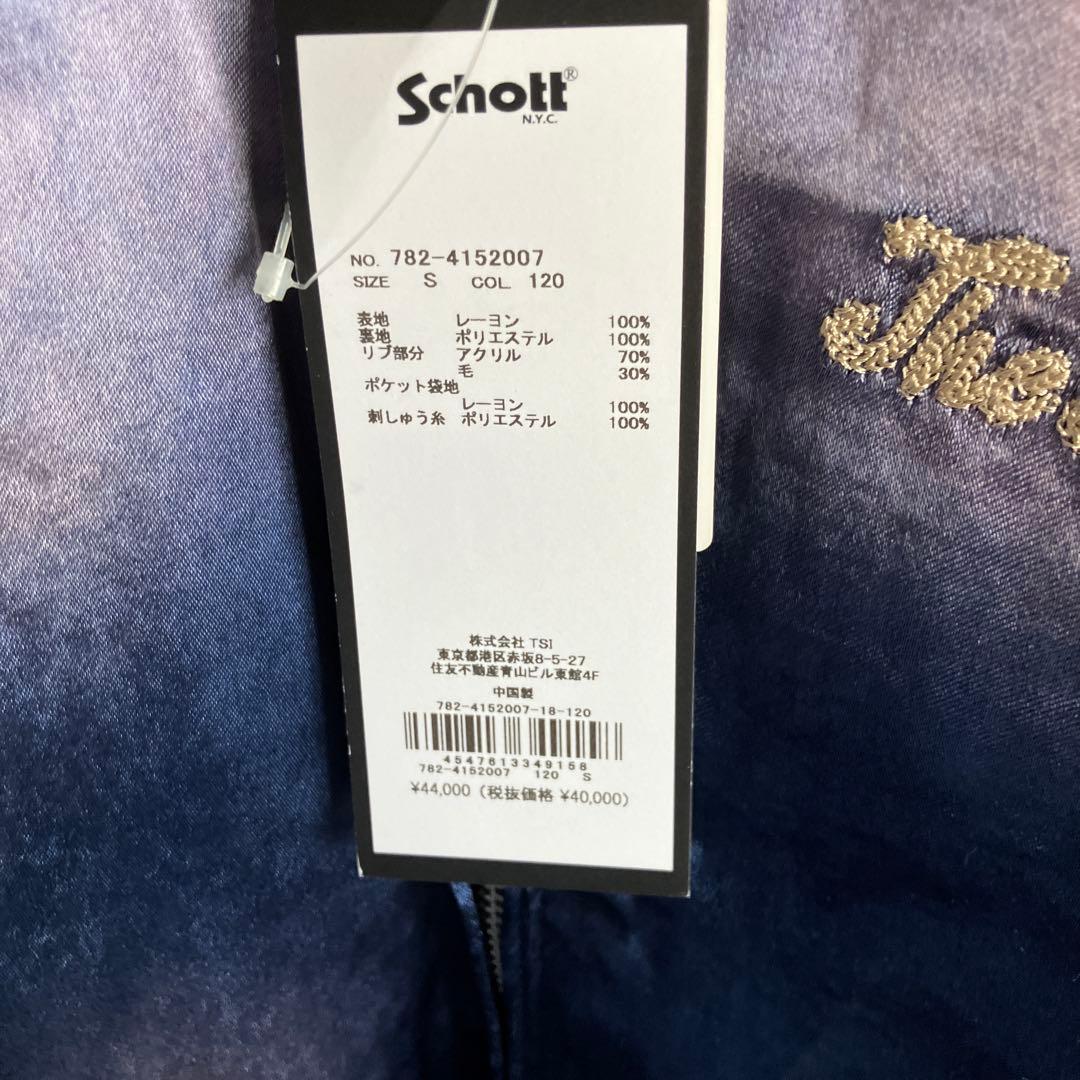 Schott®
N.Y.C.
NO. 782-4152007
SIZE S COL. 120
表地 レーヨン 100%
裏地 ポリエステル 100%
リブ部分 アクリル 70%
毛 30%
ポケット袋地
レーヨン 100%
刺しゅう糸 ポリエステル 100%
株式会社 TSI
東京都港区赤坂8-5-27
住友不動産青山ビル東館4F
中国製
782-4152007-18-120
4547613349158
782-4152007 120 S
¥44,000（税抜価格 ¥40,000）
The